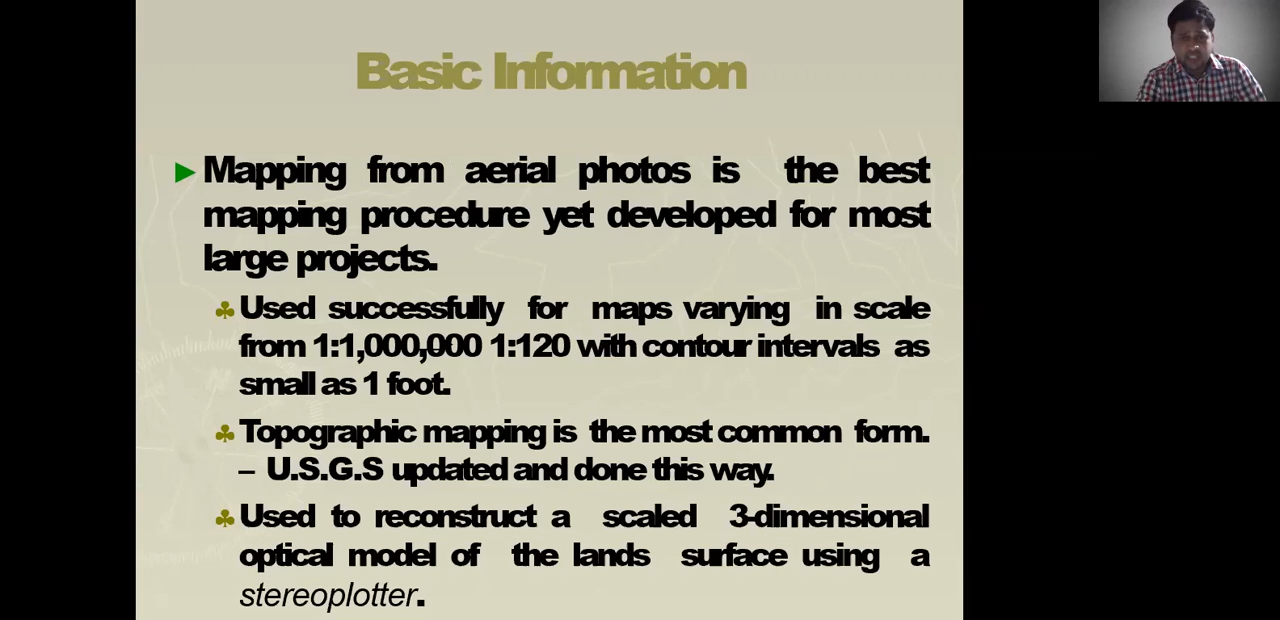 Basic Information
Mapping from aerial photos is the best
mapping procedure yet developed for most
large projects.
Used successfully for maps varying in scale
from 1:1,000,000 1:120 with contour intervals as
small as 1 foot.
Topographic mapping is the most common form.
– U.S.G.S updated and done this way.
Used to reconstruct a scaled 3-dimensional
optical model of the lands surface using a
stereoplotter.